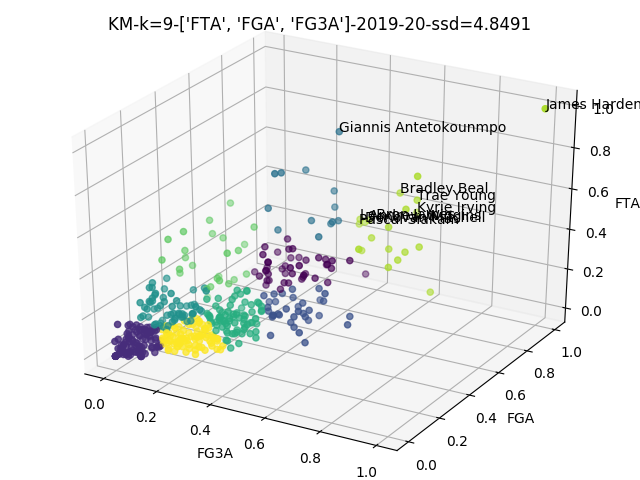 KM-k=9-['FTA', 'FGA', 'FG3A']-2019-20-ssd=4.8491
James Harden
Giannis Antetokounmpo
Bradley Beal
Trae Young
Kyrie Irving
Pascal Siakam
FTA
1.0
0.8
0.6
0.4
0.2
0.0
FGA
1.0
0.8
0.6
0.4
0.2
0.0
FG3A
0.0
0.2
0.4
0.6
0.8
1.0